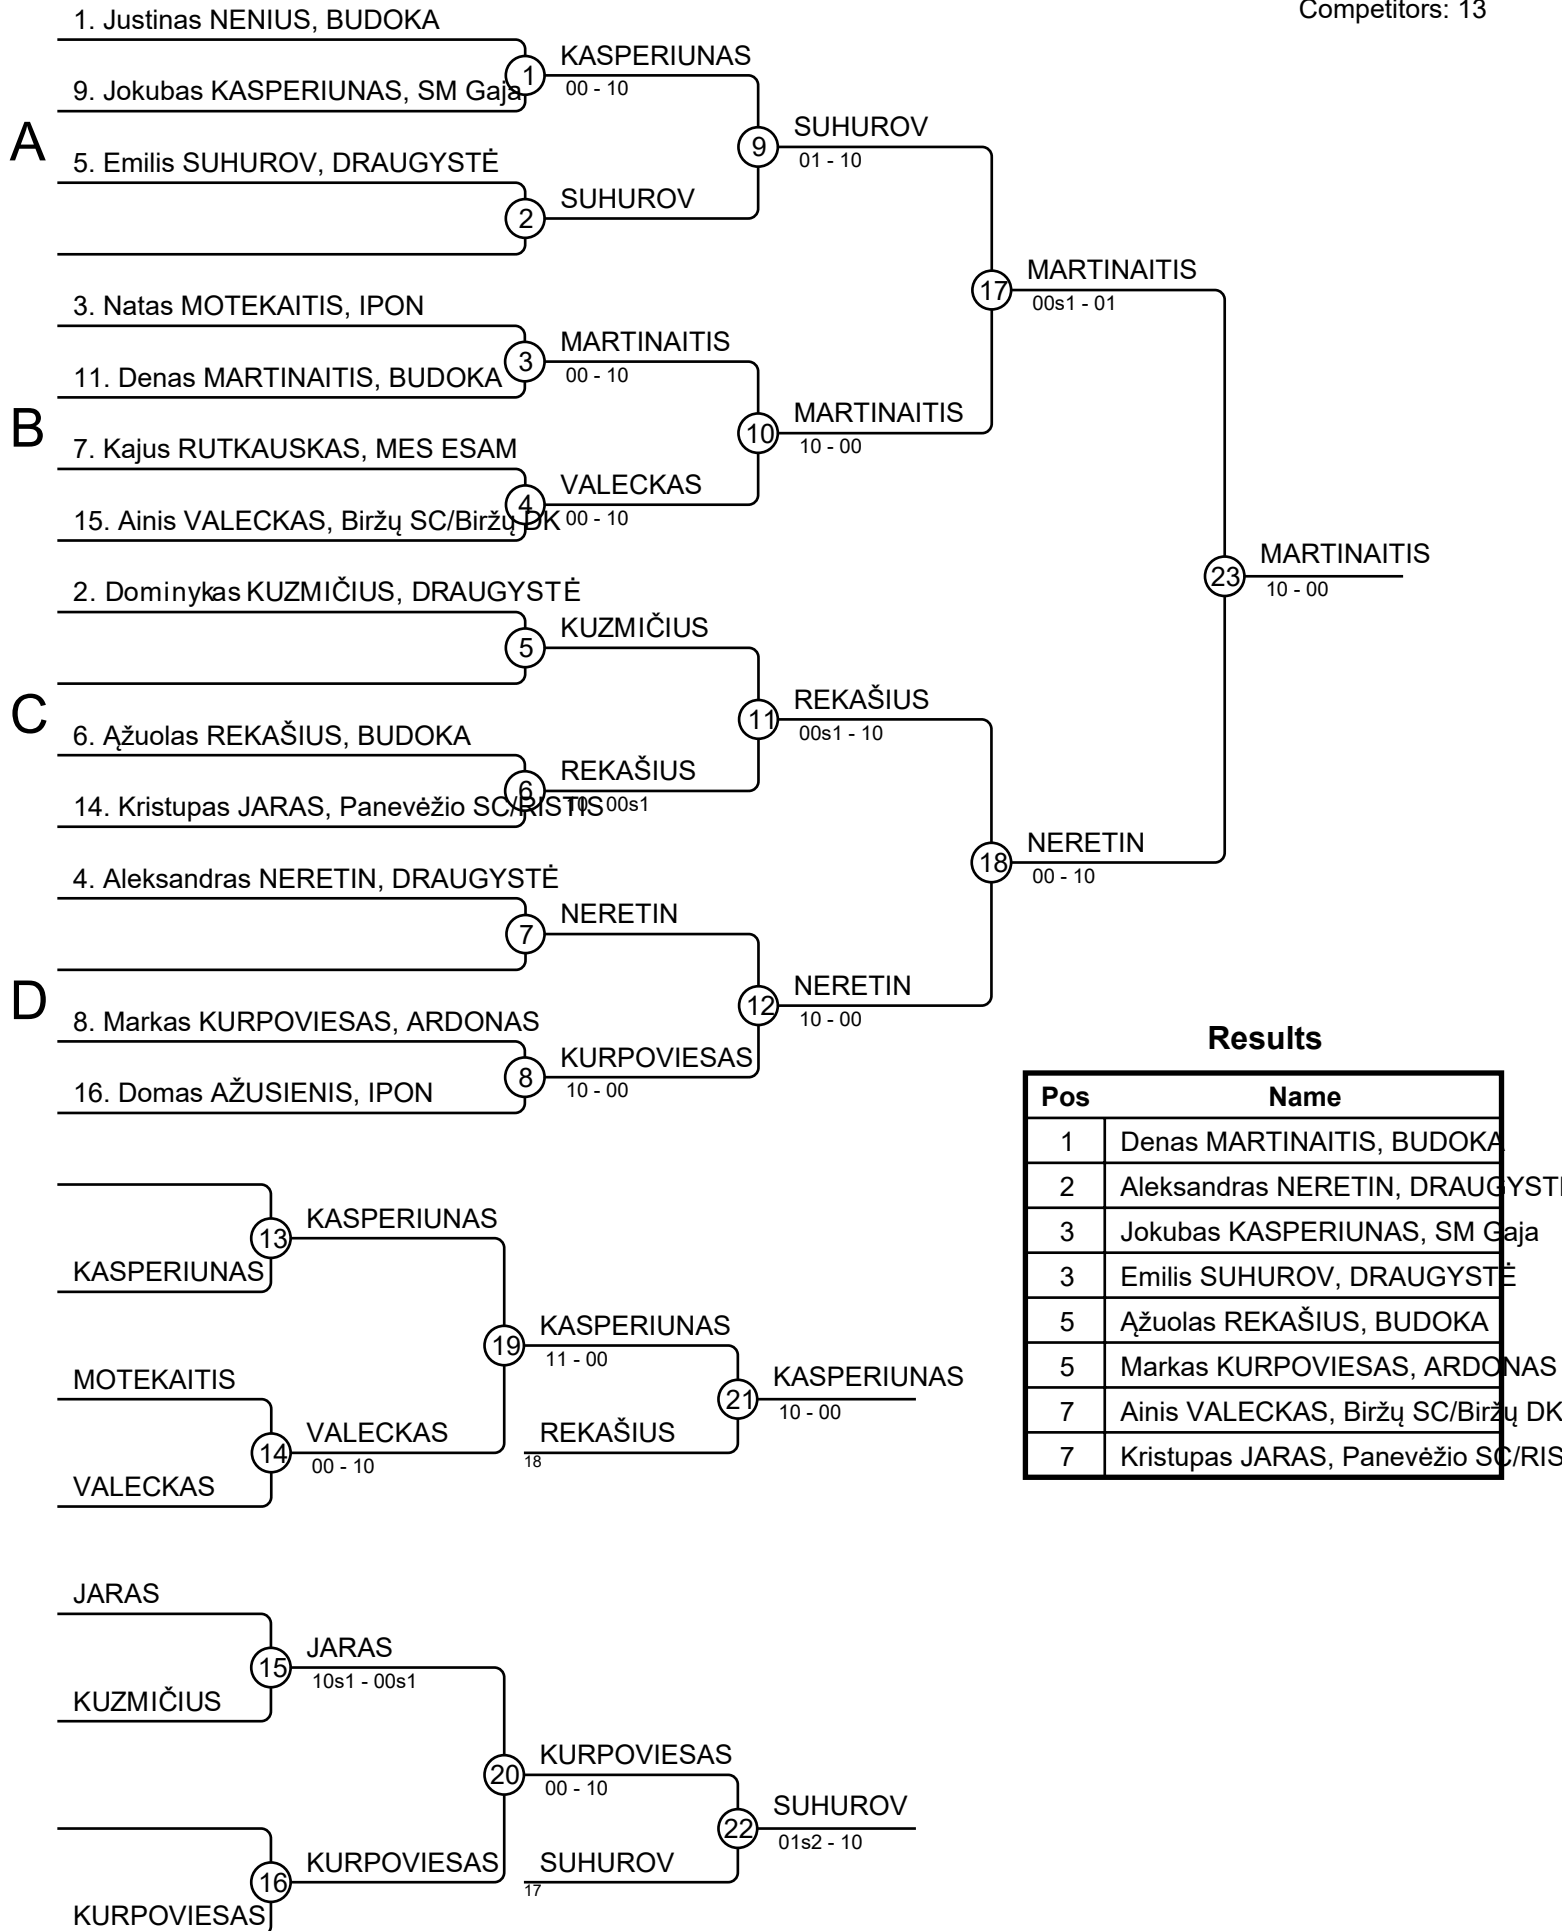 Competitors: 13
1. Justinas NENIUS, BUDOKA
1
KASPERIUNAS
00 - 10
9. Jokubas KASPERIUNAS, SM Gaja
A
9
SUHUROV
01 - 10
5. Emilis SUHUROV, DRAUGYSTĖ
2
SUHUROV
17
MARTINAITIS
00s1 - 01
3. Natas MOTEKAITIS, IPON
3
MARTINAITIS
00 - 10
11. Denas MARTINAITIS, BUDOKA
B
10
MARTINAITIS
10 - 00
7. Kajus RUTKAUSKAS, MES ESAM
4
VALECKAS
00 - 10
15. Ainis VALECKAS, Biržų SC/Biržų DK
23
MARTINAITIS
10 - 00
2. Dominykas KUZMIČIUS, DRAUGYSTĖ
5
KUZMIČIUS
C
11
REKAŠIUS
00s1 - 10
6. Ąžuolas REKAŠIUS, BUDOKA
6
REKAŠIUS
10 - 00s1
14. Kristupas JARAS, Panevėžio SC/RISTIS
18
NERETIN
00 - 10
4. Aleksandras NERETIN, DRAUGYSTĖ
7
NERETIN
D
12
NERETIN
10 - 00
8. Markas KURPOVIESAS, ARDONAS
8
KURPOVIESAS
10 - 00
16. Domas AŽUSIENIS, IPON
Results
Pos Name
1 Denas MARTINAITIS, BUDOKA
2 Aleksandras NERETIN, DRAUGYST
3 Jokubas KASPERIUNAS, SM Gaja
3 Emilis SUHUROV, DRAUGYSTĖ
5 Ąžuolas REKAŠIUS, BUDOKA
5 Markas KURPOVIESAS, ARDONAS
7 Ainis VALECKAS, Biržų SC/Biržų DK
7 Kristupas JARAS, Panevėžio SC/RIS
13
KASPERIUNAS
KASPERIUNAS
19
KASPERIUNAS
11 - 00
MOTEKAITIS
14
VALECKAS
00 - 10
VALECKAS
21
KASPERIUNAS
10 - 00
REKAŠIUS
18
JARAS
15
JARAS
10s1 - 00s1
KUZMIČIUS
20
KURPOVIESAS
00 - 10
22
SUHUROV
01s2 - 10
16
KURPOVIESAS
SUHUROV
17
KURPOVIESAS